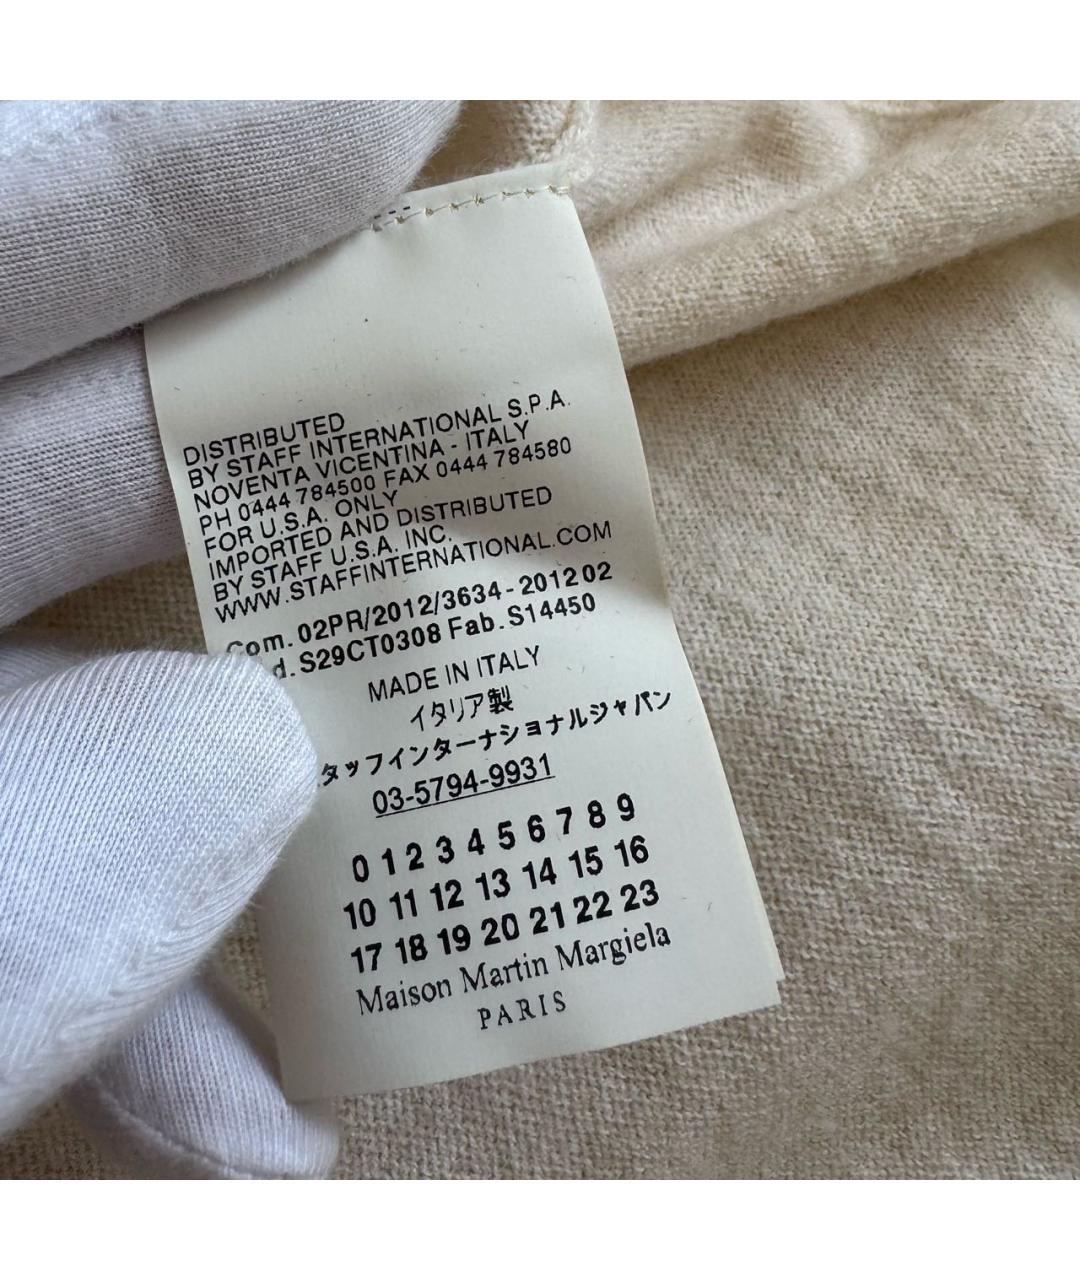 DISTRIBUTED
BY STAFF INTERNATIONAL S.P.A.
NOVENTA VICENTINA - ITALY
PH 0444 784500 FAX 0444 784580
FOR U.S.A. ONLY
IMPORTED AND DISTRIBUTED
BY STAFF U.S.A. INC.
WWW.STAFFINTERNATIONAL.COM
Com. 02PR/2012/3634-2012 02
S29CT0308 Fab. S14450
MADE IN ITALY
イタリア製
タッフインターナショナルジャパン
03-5794-9931
0 1 2 3 4 5 6 7 8 9
10 11 12 13 14 15 16
17 18 19 20 21 22 23
Maison Martin Margiela
PARIS